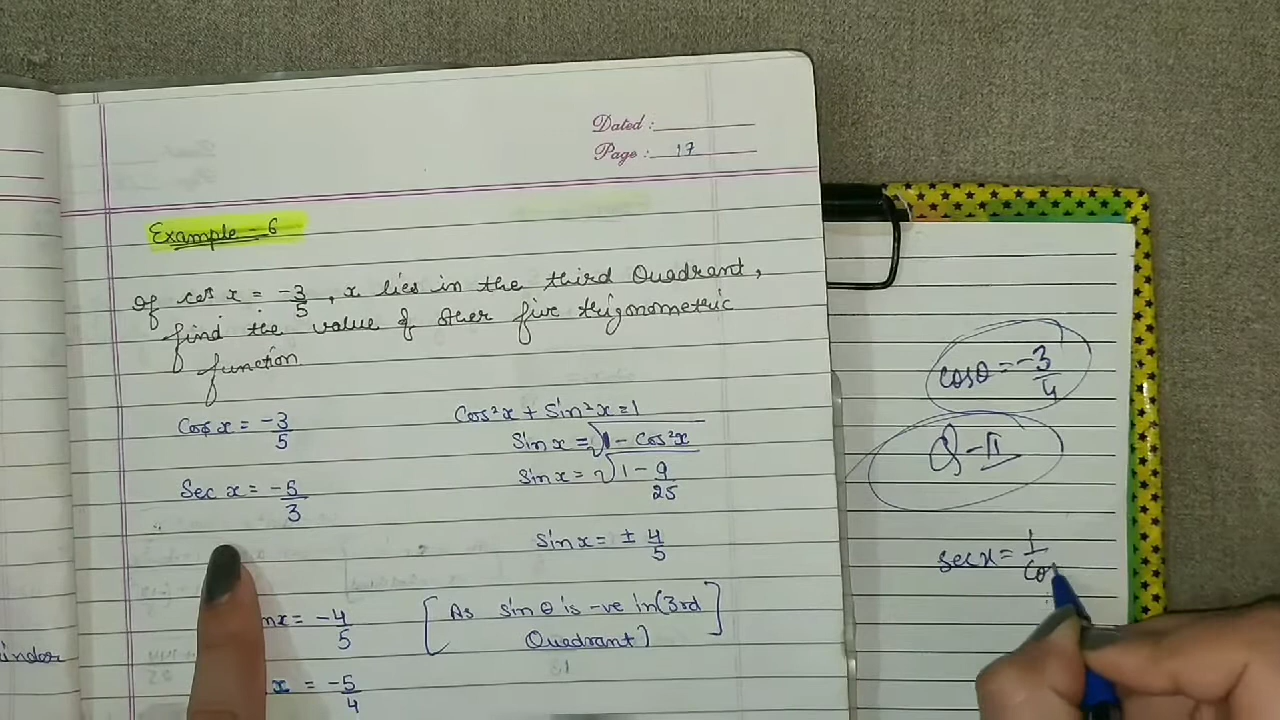 Dated :
Page : 17
Example - 6
If cos x = -3/5, x lies in the third Quadrant,
find the value of other five trigonometric
function
Cos x = -3/5
Sec x = -5/3
Cos²x + Sin²x = 1
Sin x = √1 - Cos²x
Sin x = √1 - 9/25
Sin x = ± 4/5
nx = -4/5
[As sin θ is -ve in (3rd
Quadrant)]
x = -5/4
cosθ = -3/4
Q - II
sec x = 1/co